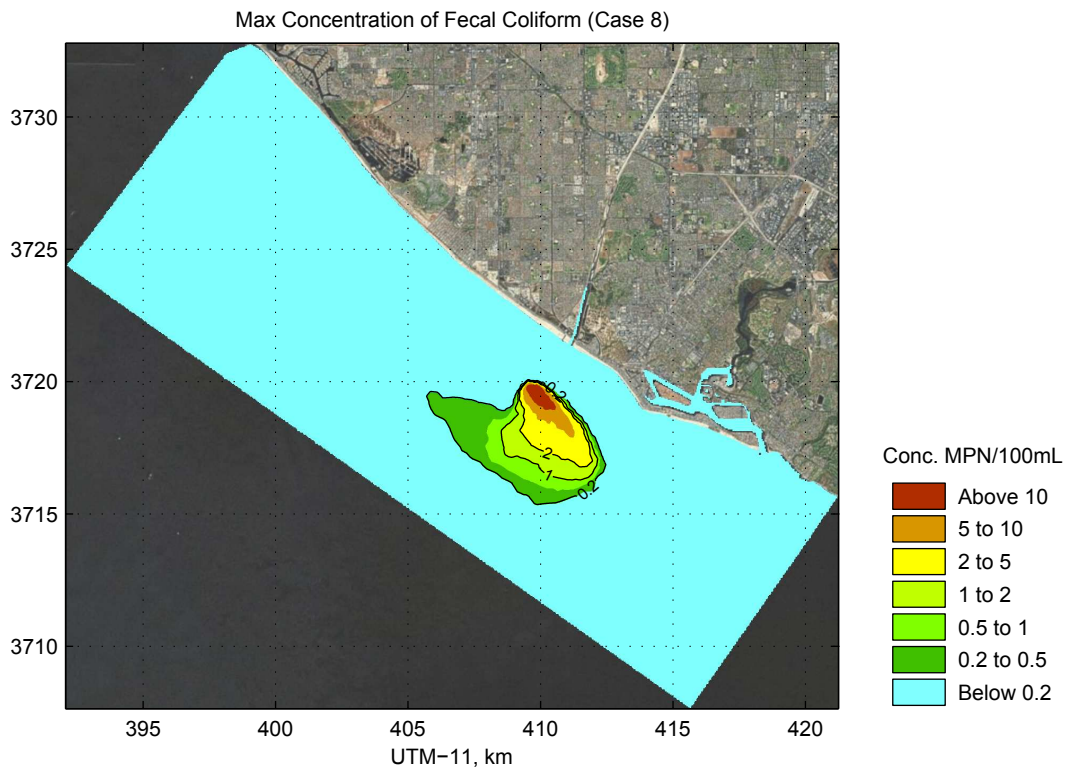 Max Concentration of Fecal Coliform (Case 8)
3730
3725
3720
3715
3710
0.2
2
1
0.2
395
400
405
410
415
420
UTM−11, km
Conc. MPN/100mL
Above 10
5 to 10
2 to 5
1 to 2
0.5 to 1
0.2 to 0.5
Below 0.2